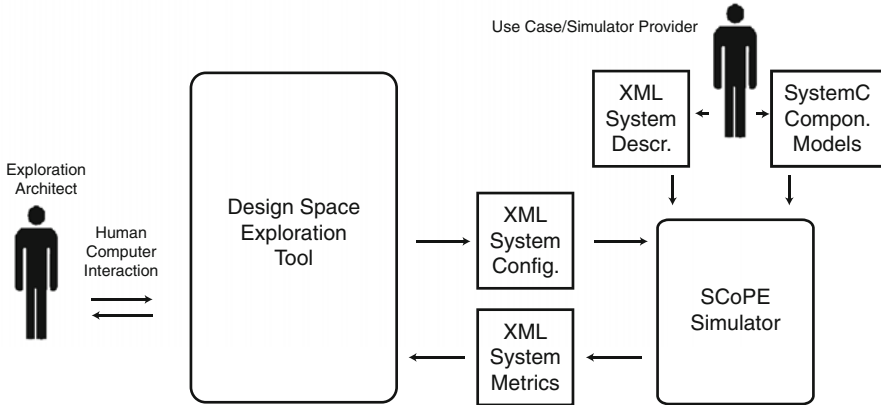 Use Case/Simulator Provider
XML
System
Descr.
SystemC
Compon.
Models
Exploration
Architect
Human
Computer
Interaction
Design Space
Exploration
Tool
XML
System
Config.
SCoPE
Simulator
XML
System
Metrics